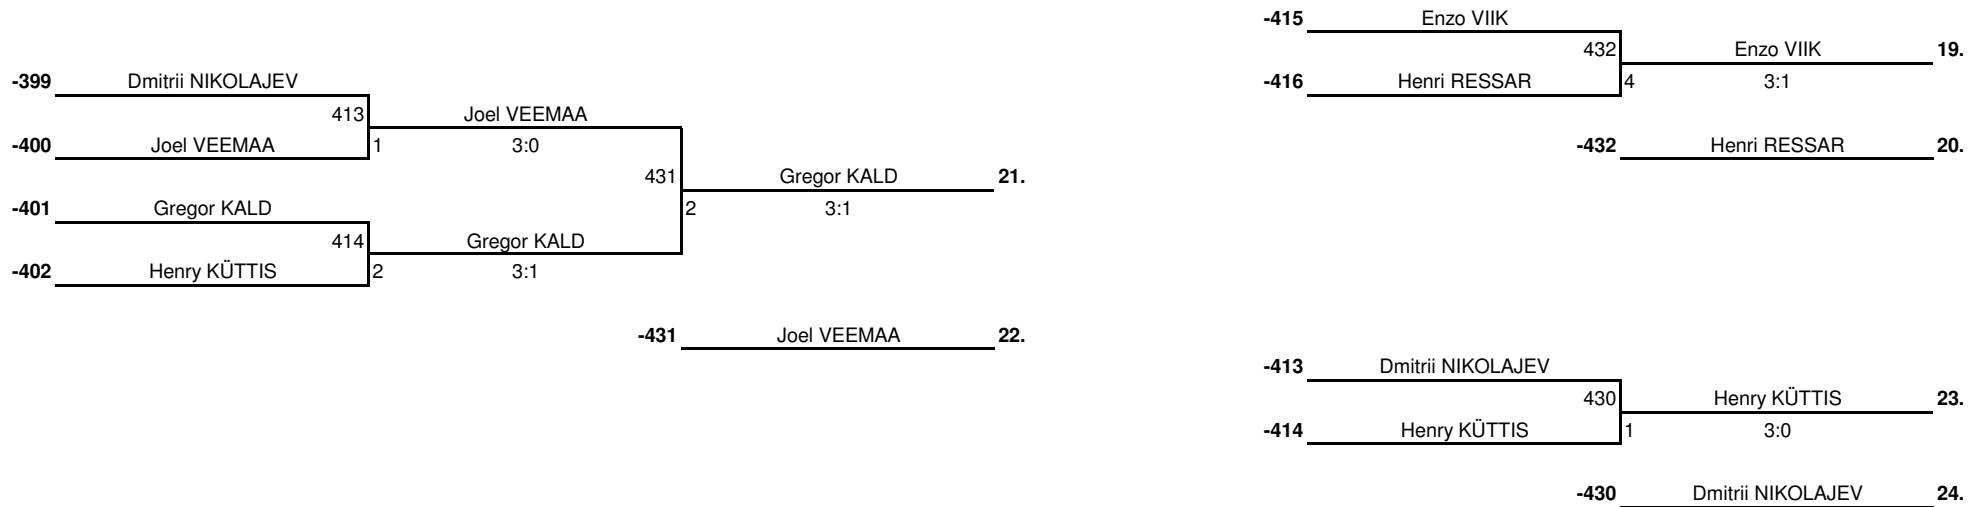 -415 Enzo VIIK
432 Enzo VIIK 19.
-399 Dmitrii NIKOLAJEV
-416 Henri RESSAR 4 3:1
413 Joel VEEMAA
-400 Joel VEEMAA 1 3:0
-432 Henri RESSAR 20.
431 Gregor KALD 21.
-401 Gregor KALD 2 3:1
414 Gregor KALD
-402 Henry KÜTTIS 2 3:1
-431 Joel VEEMAA 22.
-413 Dmitrii NIKOLAJEV
430 Henry KÜTTIS 23.
-414 Henry KÜTTIS 1 3:0
-430 Dmitrii NIKOLAJEV 24.